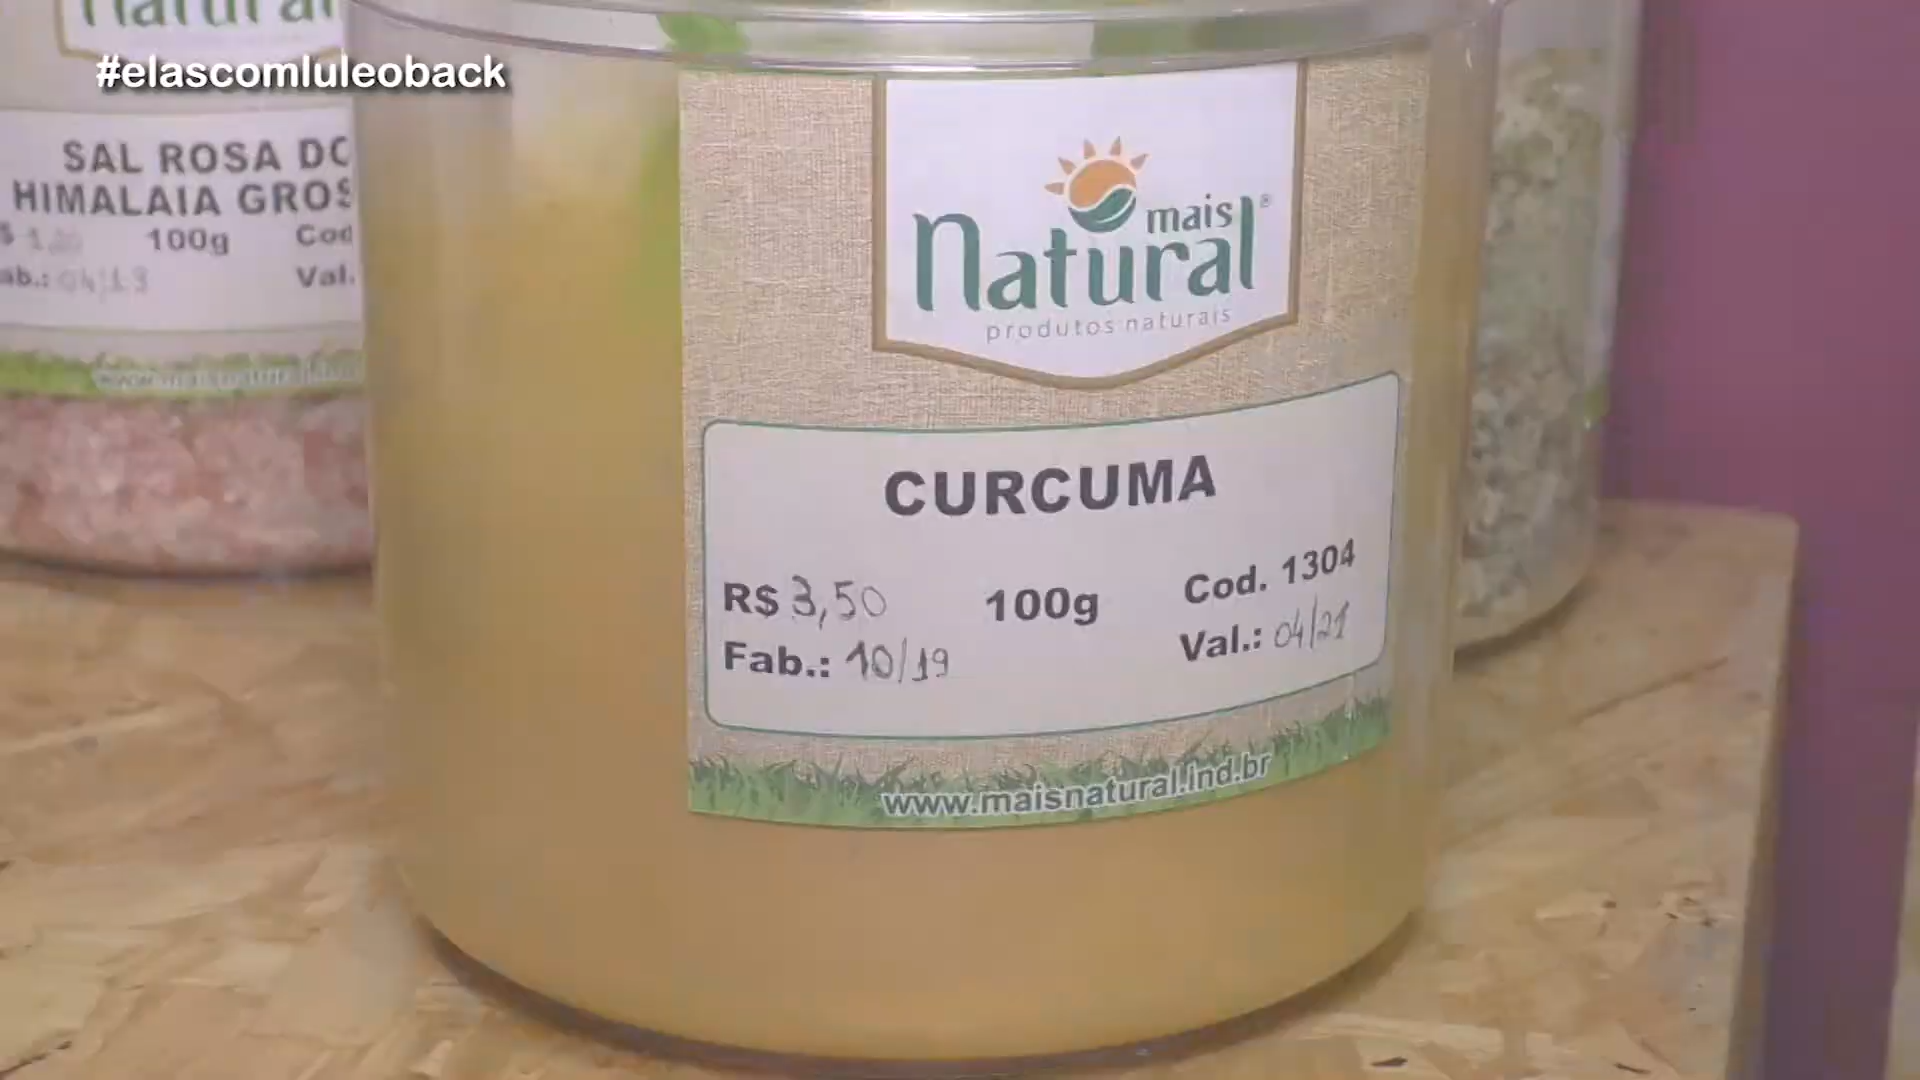 #elascomluleoback
Natural
SAL ROSA DO
HIMALAIA GROS
100g Cod
Val.
mais
Natural®
produtos naturais
CURCUMA
R$ 3,50 100g Cod. 1304
Fab.: 10/19 Val.: 04/21
www.maisnatural.ind.br